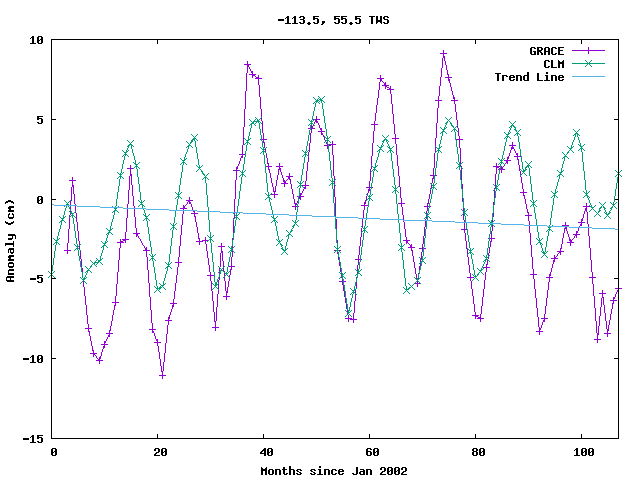 -113.5, 55.5 TWS
GRACE
CLM
Trend Line
10
5
0
-5
-10
-15
Anomaly (cm)
0 20 40 60 80 100
Months since Jan 2002